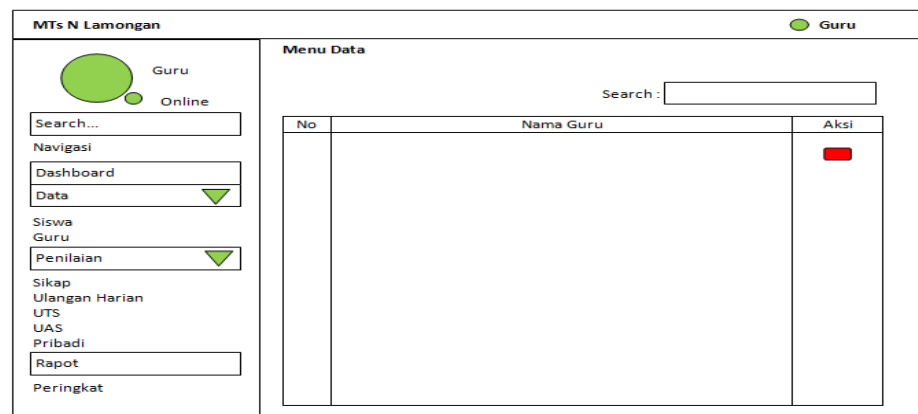 MTs N Lamongan
Guru
Guru
Online
Search...
Navigasi
Dashboard
Data
Siswa
Guru
Penilaian
Sikap
Ulangan Harian
UTS
UAS
Pribadi
Rapot
Peringkat
Menu Data
Search :
No Nama Guru Aksi